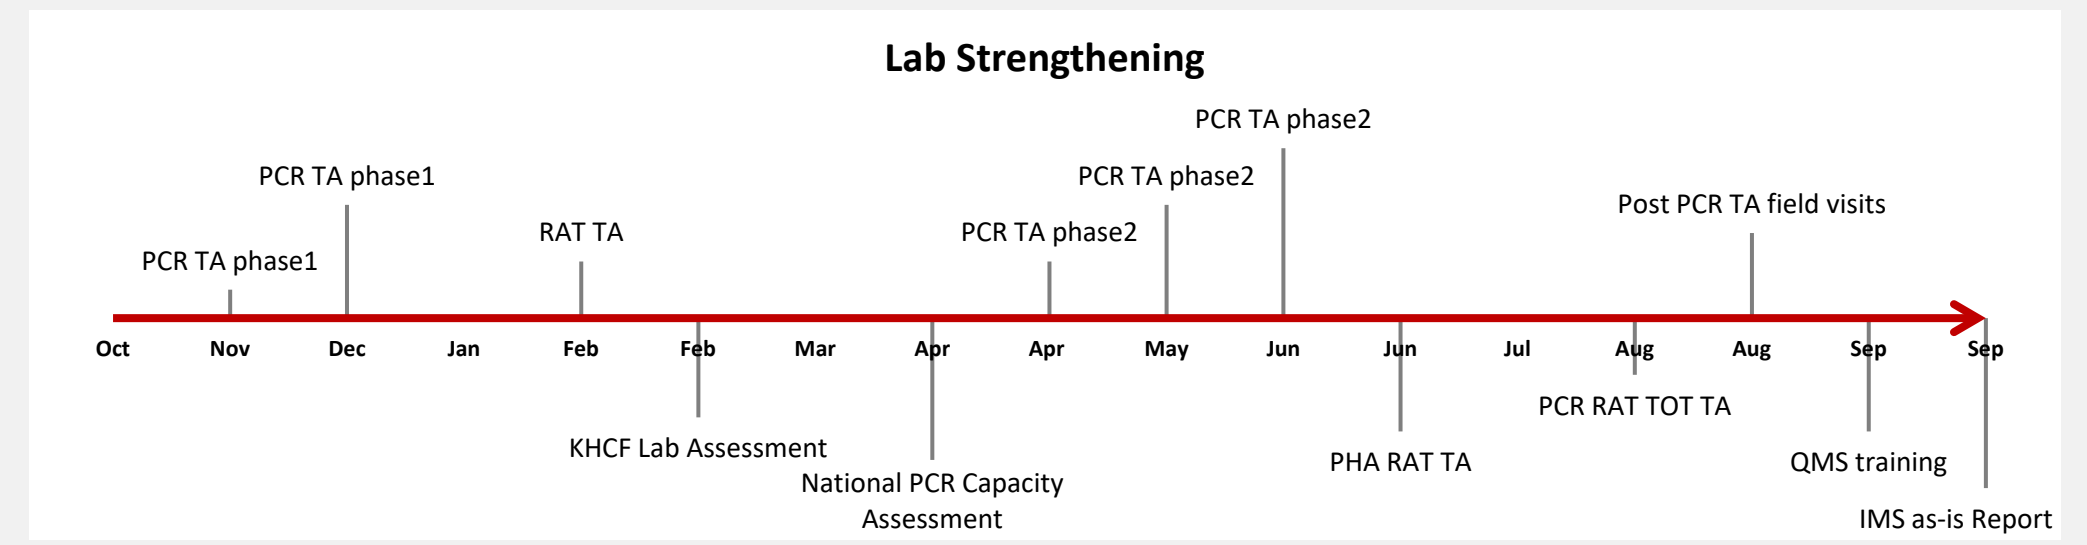 Lab Strengthening
PCR TA phase2
PCR TA phase1
PCR TA phase2
Post PCR TA field visits
RAT TA
PCR TA phase2
PCR TA phase1
Oct Nov Dec Jan Feb Feb Mar Apr Apr May Jun Jun Jul Aug Aug Sep Sep
PCR RAT TOT TA
KHCF Lab Assessment
PHA RAT TA
QMS training
National PCR Capacity
Assessment
IMS as-is Report